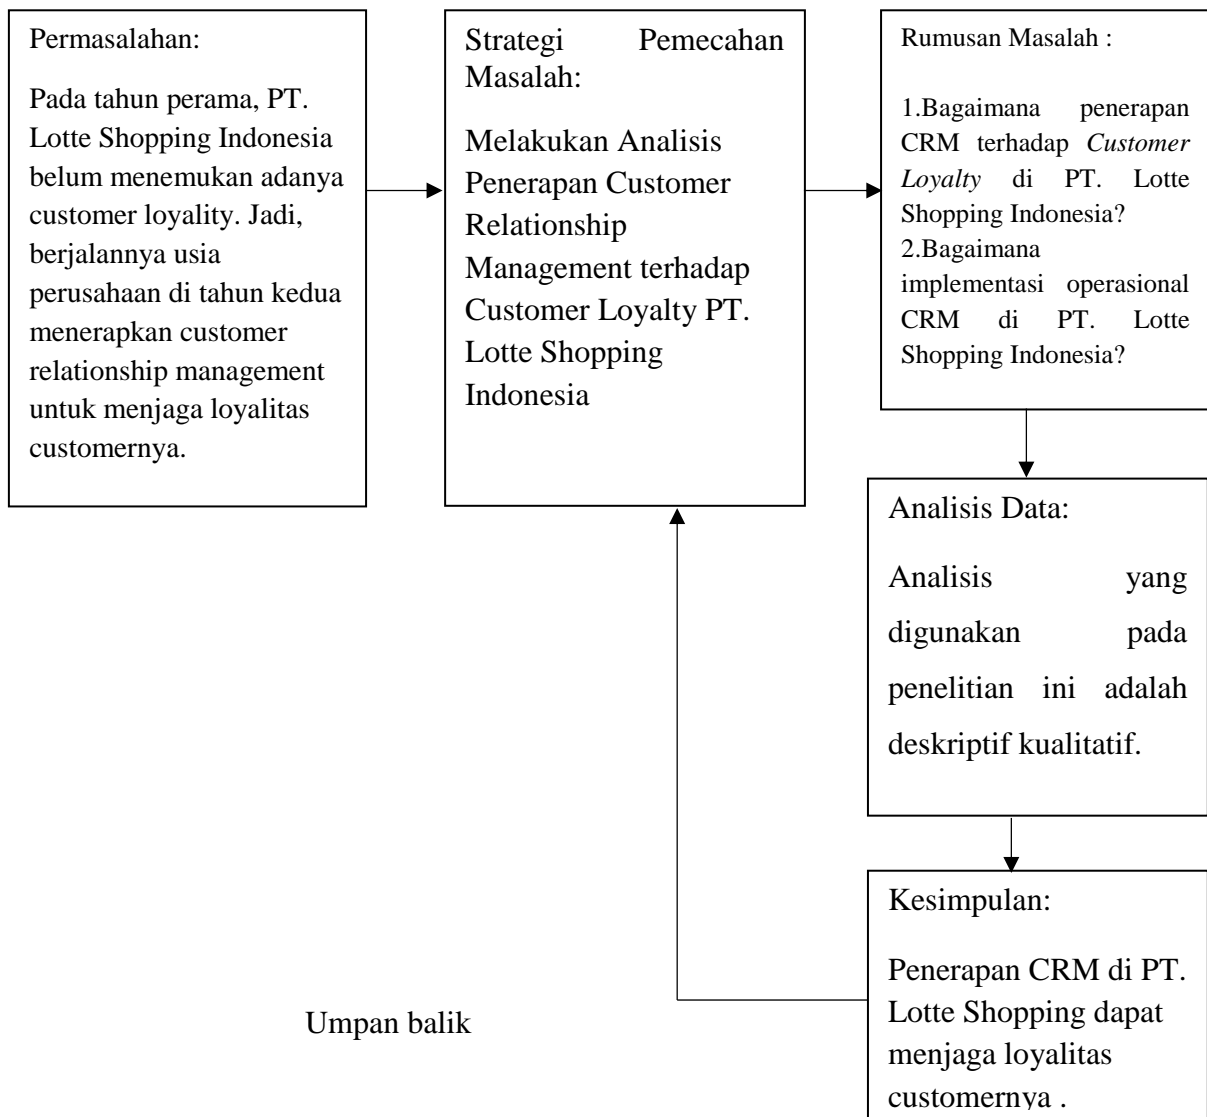 Permasalahan:
Pada tahun perama, PT.
Lotte Shopping Indonesia
belum menemukan adanya
customer loyality. Jadi,
berjalannya usia
perusahaan di tahun kedua
menerapkan customer
relationship management
untuk menjaga loyalitas
customernya.
Strategi Pemecahan
Masalah:
Melakukan Analisis
Penerapan Customer
Relationship
Management terhadap
Customer Loyalty PT.
Lotte Shopping
Indonesia
Rumusan Masalah :
1.Bagaimana penerapan
CRM terhadap Customer
Loyalty di PT. Lotte
Shopping Indonesia?
2.Bagaimana
implementasi operasional
CRM di PT. Lotte
Shopping Indonesia?
Analisis Data:
Analisis yang
digunakan pada
penelitian ini adalah
deskriptif kualitatif.
Kesimpulan:
Penerapan CRM di PT.
Lotte Shopping dapat
menjaga loyalitas
customernya .
Umpan balik